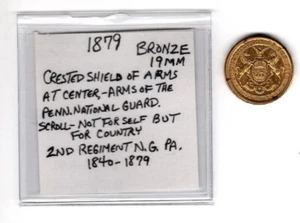 1879 BRONZE
19MM
CRESTED SHIELD OF ARMS
AT CENTER - ARMS OF THE
PENN. NATIONAL GUARD.
SCROLL - NOT FOR SELF BUT
FOR COUNTRY
2ND REGIMENT N.G. PA.
1840-1879